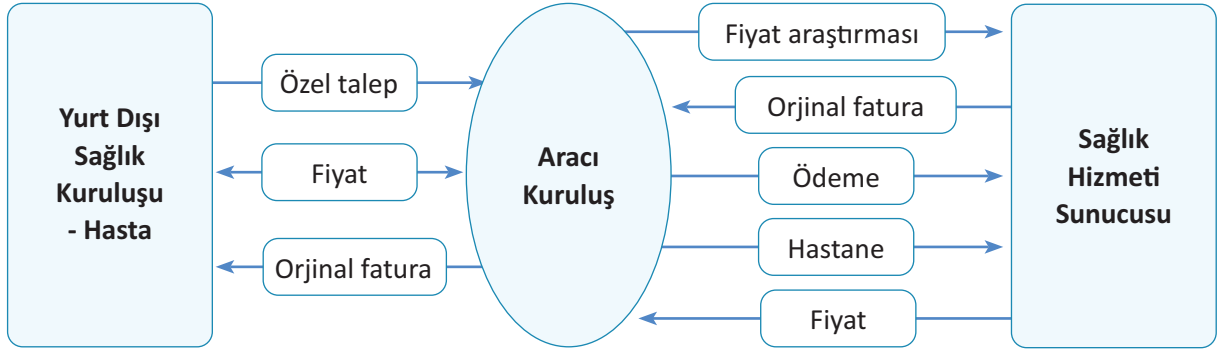 Yurt Dışı
Sağlık
Kuruluşu
- Hasta
Özel talep
Fiyat
Orjinal fatura
Aracı
Kuruluş
Fiyat araştırması
Orjinal fatura
Ödeme
Hastane
Fiyat
Sağlık
Hizmeti
Sunucusu